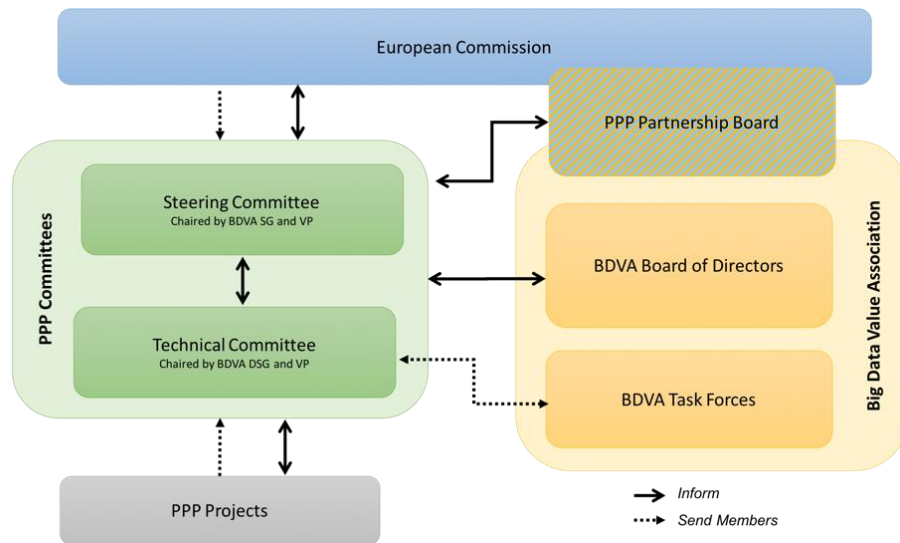 European Commission
PPP Partnership Board
PPP Committees
Steering Committee
Chaired by BDVA SG and VP
Technical Committee
Chaired by BDVA DSG and VP
BDVA Board of Directors
BDVA Task Forces
Big Data Value Association
PPP Projects
Inform
Send Members